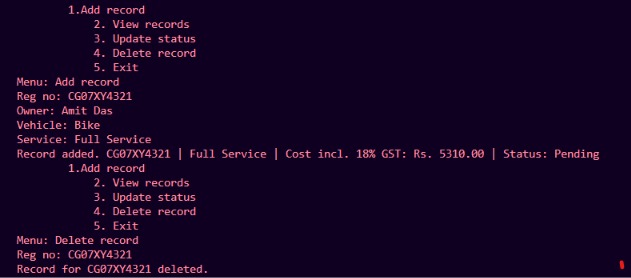 1.Add record
2. View records
3. Update status
4. Delete record
5. Exit
Menu: Add record
Reg no: CG07XY4321
Owner: Amit Das
Vehicle: Bike
Service: Full Service
Record added. CG07XY4321 | Full Service | Cost incl. 18% GST: Rs. 5310.00 | Status: Pending
1.Add record
2. View records
3. Update status
4. Delete record
5. Exit
Menu: Delete record
Reg no: CG07XY4321
Record for CG07XY4321 deleted.